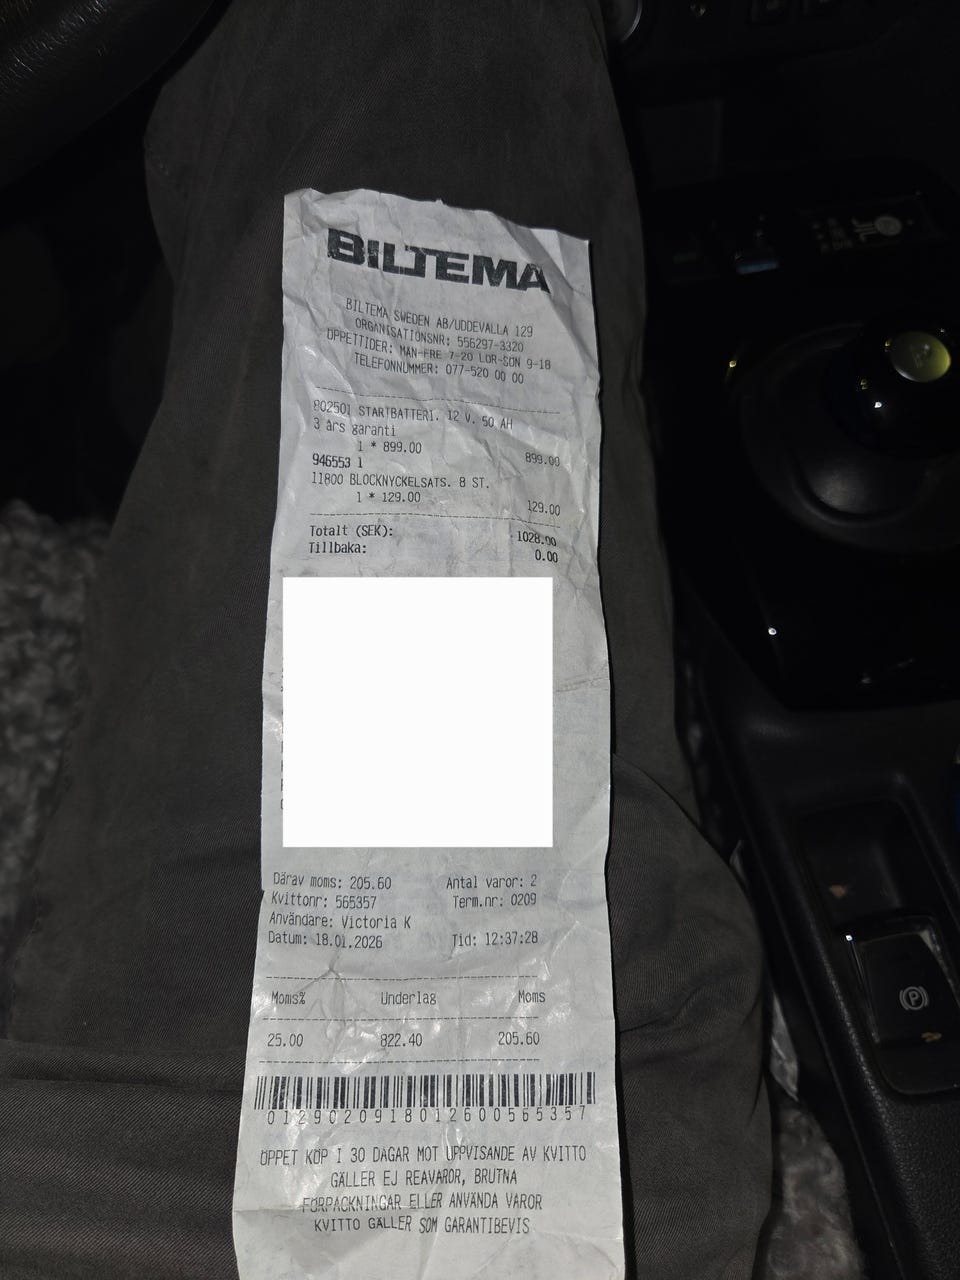 BILTEMA
BILTEMA SWEDEN AB/UDDEVALLA 129
ORGANISATIONSNR: 556297-3320
ÖPPETTIDER: MÅN-FRE 7-20 LÖR-SÖN 9-18
TELEFONNUMMER: 077-520 00 00
802501 STARTBATTERI. 12 V. 50 AH
3 års garanti
1 * 899.00 899.00
946553 1
11800 BLOCKNYCKELSATS. 8 ST.
1 * 129.00 129.00
Totalt (SEK): 1028.00
Tillbaka: 0.00
Därav moms: 205.60 Antal varor: 2
Kvittonr: 565357 Term.nr: 0209
Användare: Victoria K
Datum: 18.01.2026 Tid: 12:37:28
Moms% Underlag Moms
25.00 822.40 205.60
0129020918012600565357
ÖPPET KÖP I 30 DAGAR MOT UPPVISANDE AV KVITTO
GÄLLER EJ REAVAROR, BRUTNA
FÖRPACKNINGAR ELLER ANVÄNDA VAROR
KVITTO GÄLLER SOM GARANTIBEVIS